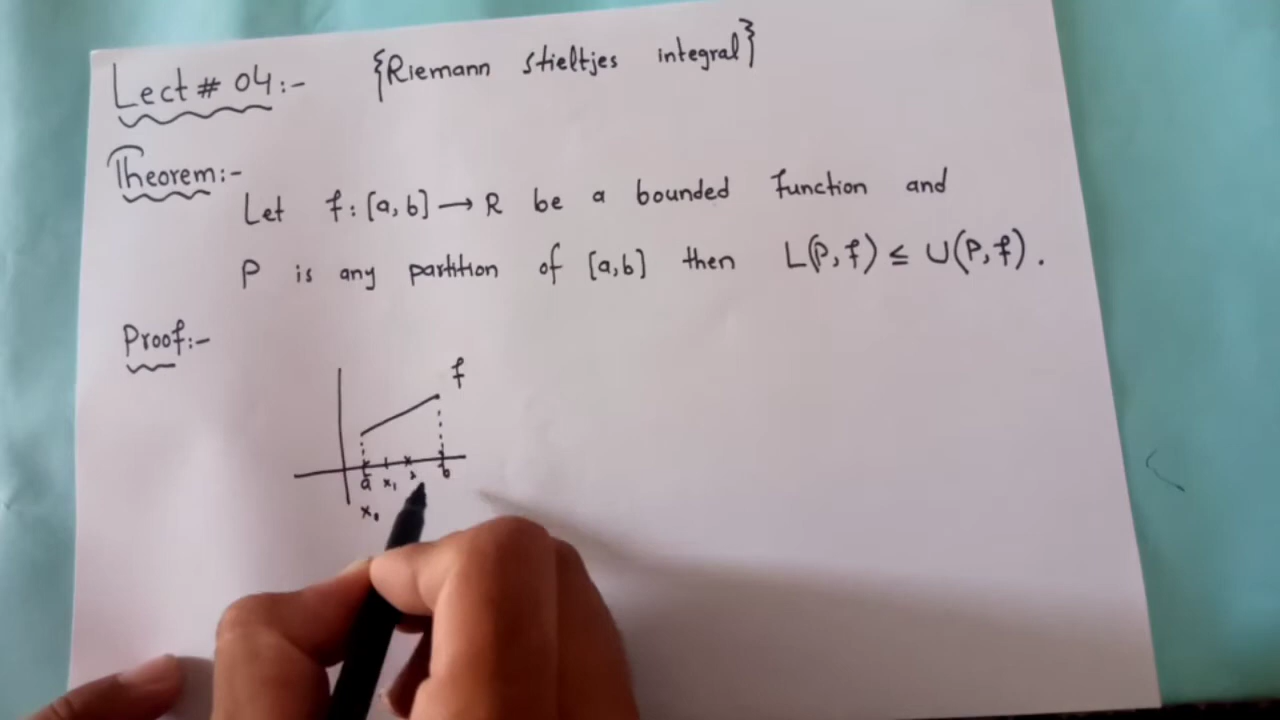 Lect # 04:- {Riemann stieltjes integral}
Theorem:-
Let f: [a, b] → R be a bounded function and
P is any partition of [a,b] then L(P, f) ≤ U(P, f).
Proof:-
f
a x₁ b
x₀